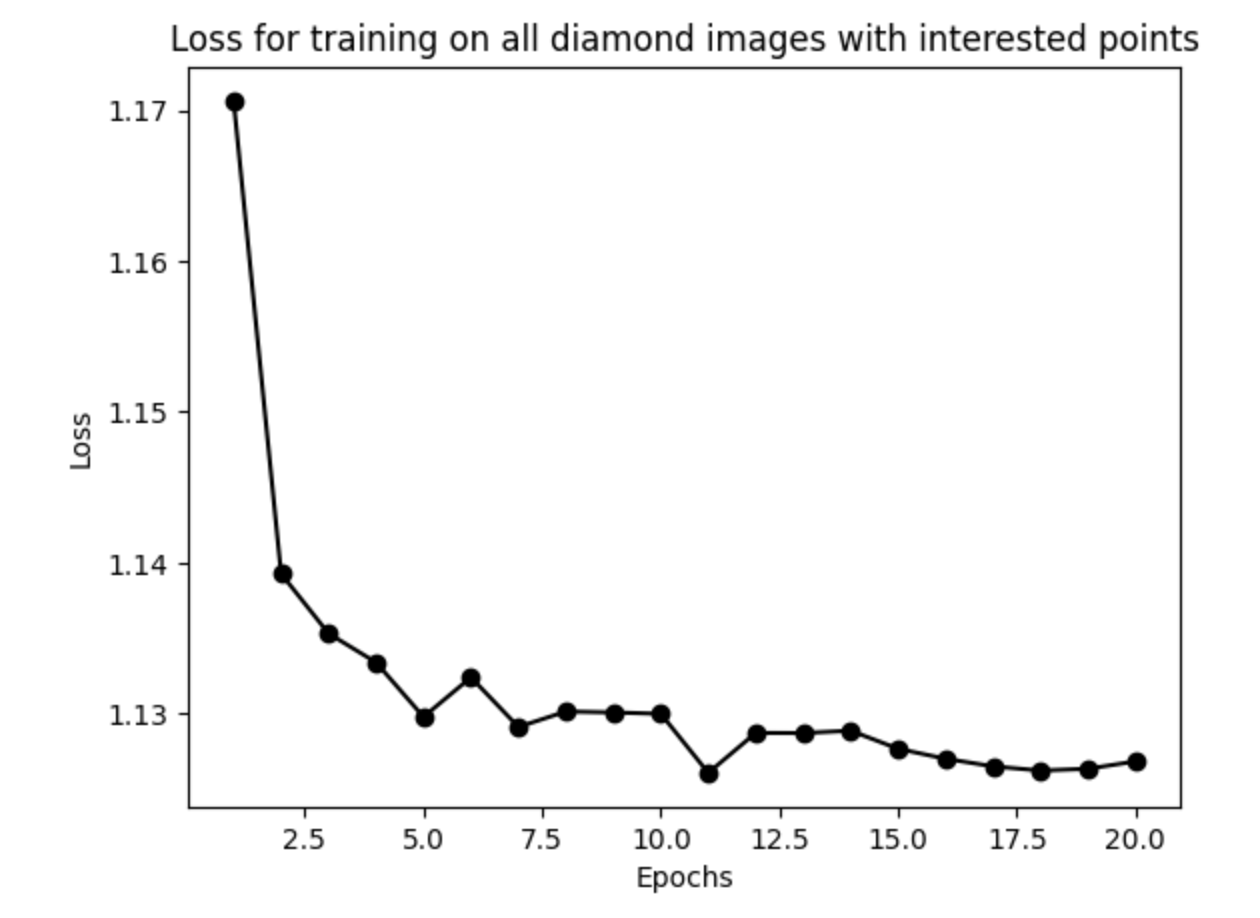 Loss for training on all diamond images with interested points
1.17
1.16
1.15
1.14
1.13
Loss
2.5 5.0 7.5 10.0 12.5 15.0 17.5 20.0
Epochs